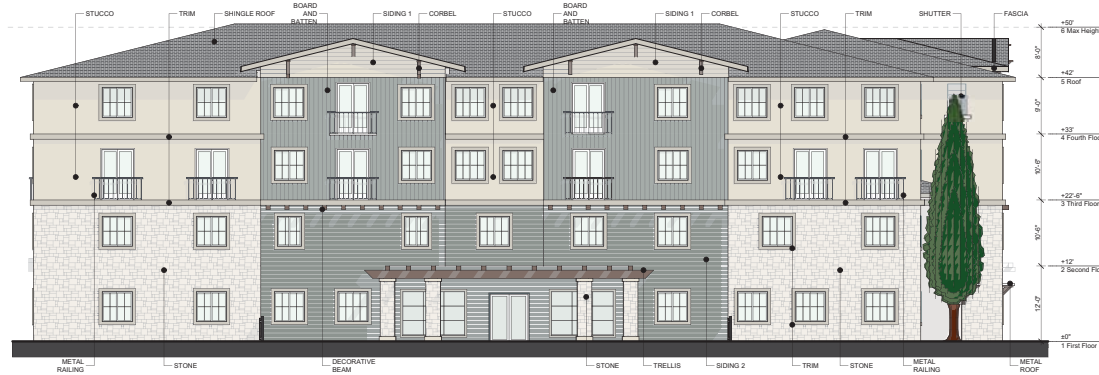 STUCCO
TRIM
SHINGLE ROOF
BOARD
AND
BATTEN
SIDING 1
CORBEL
STUCCO
BOARD
AND
BATTEN
SIDING 1
CORBEL
STUCCO
TRIM
SHUTTER
FASCIA
+50'
6 Max Heigh
8'-0"
+42'
5 Roof
9'-0"
+33'
4 Fourth Floo
10'-6"
+22'-6"
3 Third Floor
10'-6"
+12'
2 Second Flo
12'-0"
±0"
1 First Floor
METAL
RAILING
STONE
DECORATIVE
BEAM
STONE
TRELLIS
SIDING 2
TRIM
STONE
METAL
RAILING
METAL
ROOF